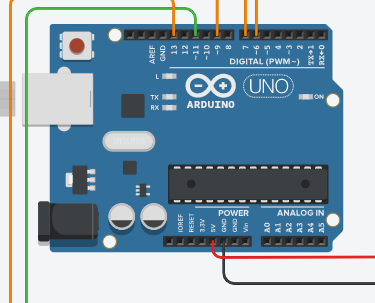 AREF
GND
13
12
~11
~10
~9
8
7
~6
~5
4
~3
2
TX→1
RX←0
DIGITAL (PWM~)
L
TX
RX
UNO
ARDUINO
ON
IOREF
RESET
3.3V
5V
GND
GND
Vin
A0
A1
A2
A3
A4
A5
POWER
ANALOG IN